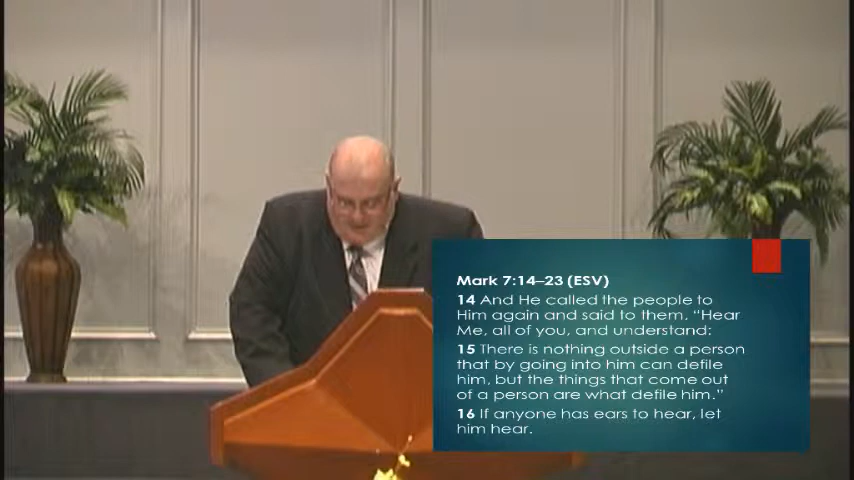 Mark 7:14–23 (ESV)
14 And He called the people to
Him again and said to them, “Hear
Me, all of you, and understand:
15 There is nothing outside a person
that by going into him can defile
him, but the things that come out
of a person are what defile him.”
16 If anyone has ears to hear, let
him hear.